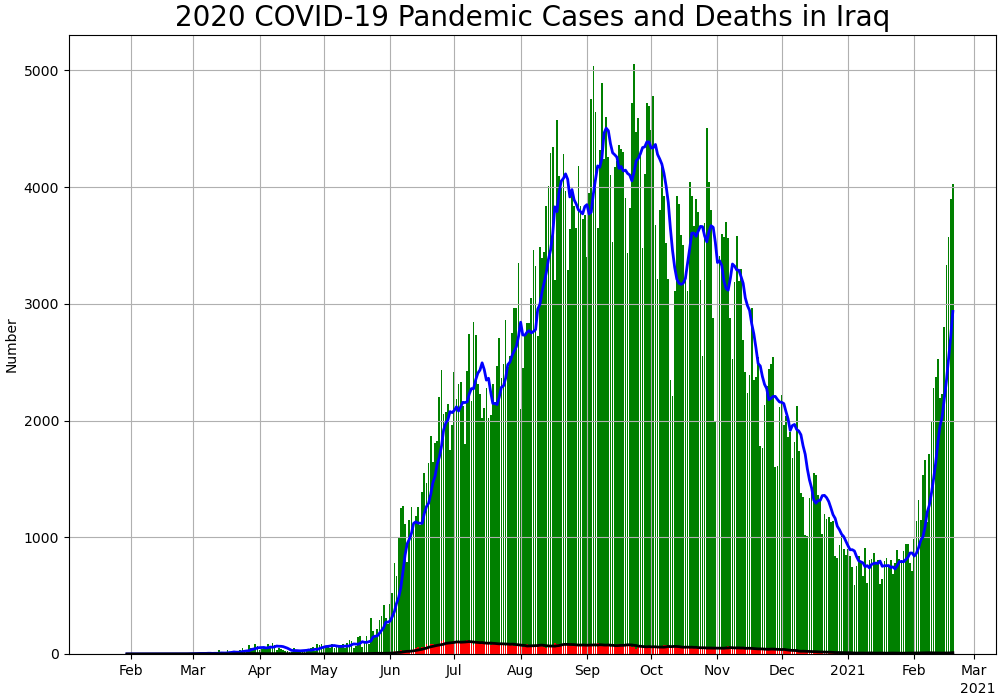 2020 COVID-19 Pandemic Cases and Deaths in Iraq
Number
5000
4000
3000
2000
1000
0
Feb Mar Apr May Jun Jul Aug Sep Oct Nov Dec 2021 Feb Mar
2021